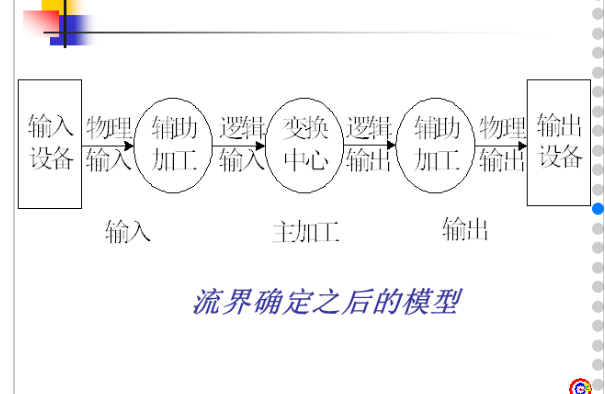 输入设备
物理输入
辅助加工
逻辑输入
变换中心
逻辑输出
辅助加工
物理输出
输出设备
输入
主加工
输出
流界确定之后的模型